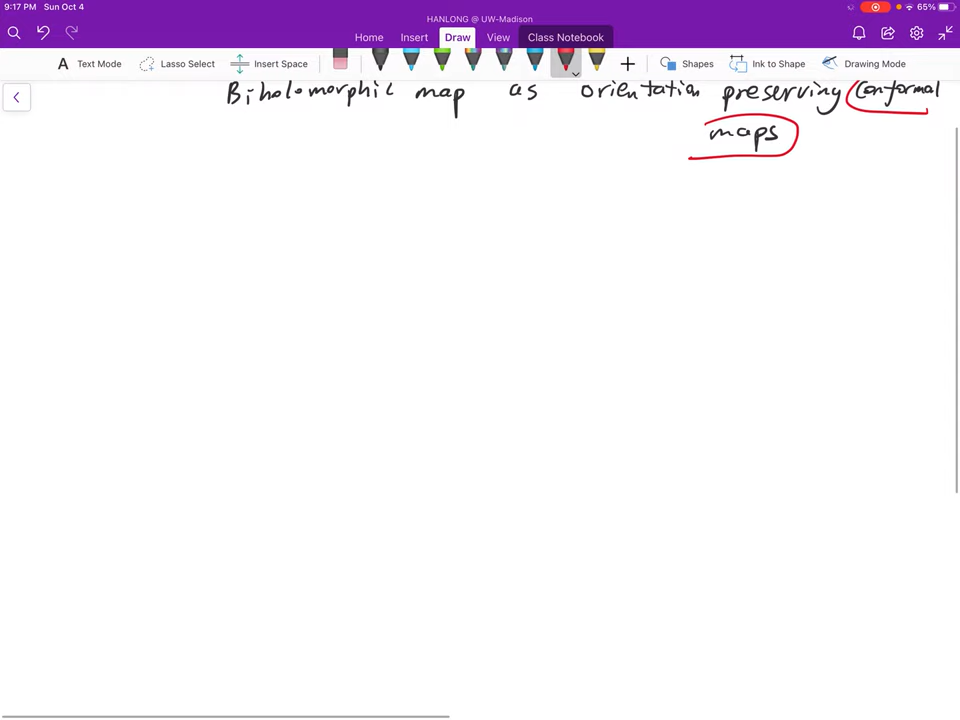 9:17 PM Sun Oct 4
HANLONG @ UW-Madison
65%
Home Insert Draw View Class Notebook
Text Mode Lasso Select Insert Space Shapes Ink to Shape Drawing Mode
Biholomorphic map as orientation preserving conformal
maps